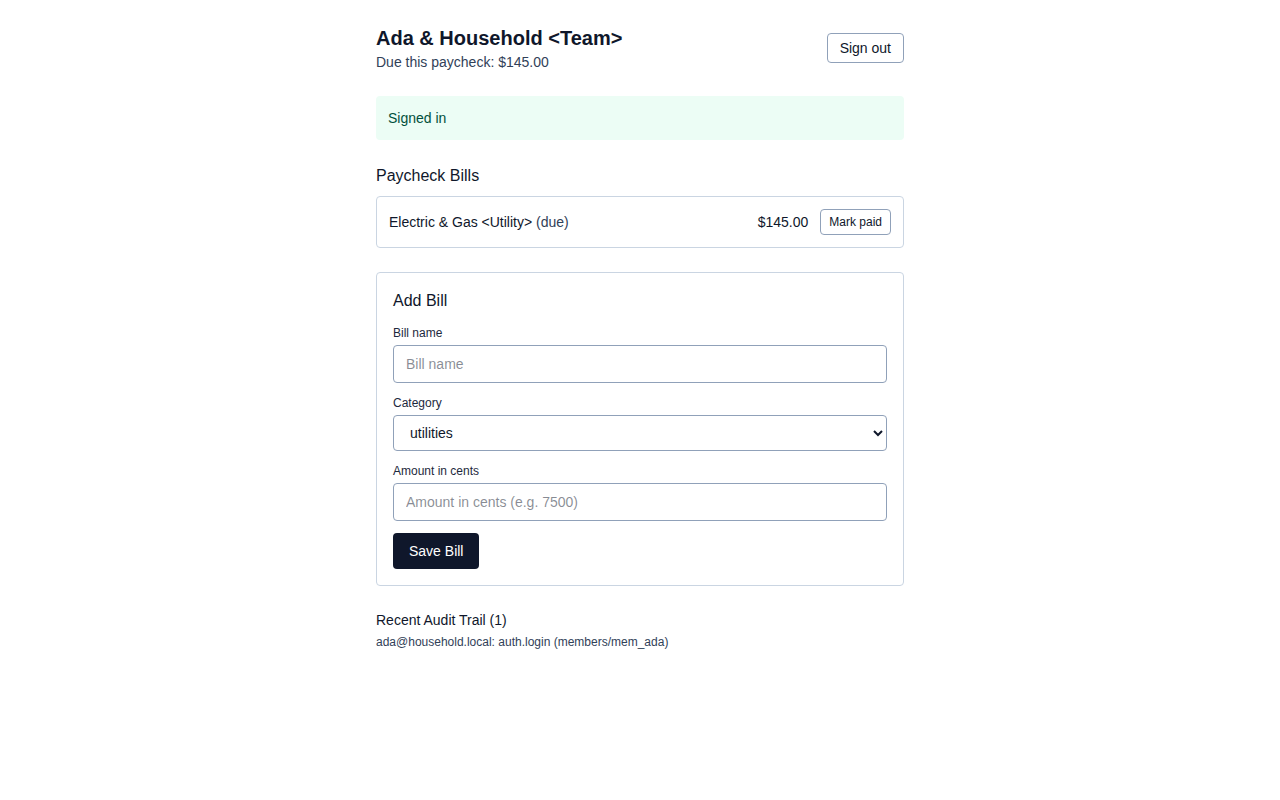 Ada & Household <Team>
Due this paycheck: $145.00
Sign out
Signed in
Paycheck Bills
Electric & Gas <Utility> (due)
$145.00
Mark paid
Add Bill
Bill name
Bill name
Category
utilities
Amount in cents
Amount in cents (e.g. 7500)
Save Bill
Recent Audit Trail (1)
ada@household.local: auth.login (members/mem_ada)